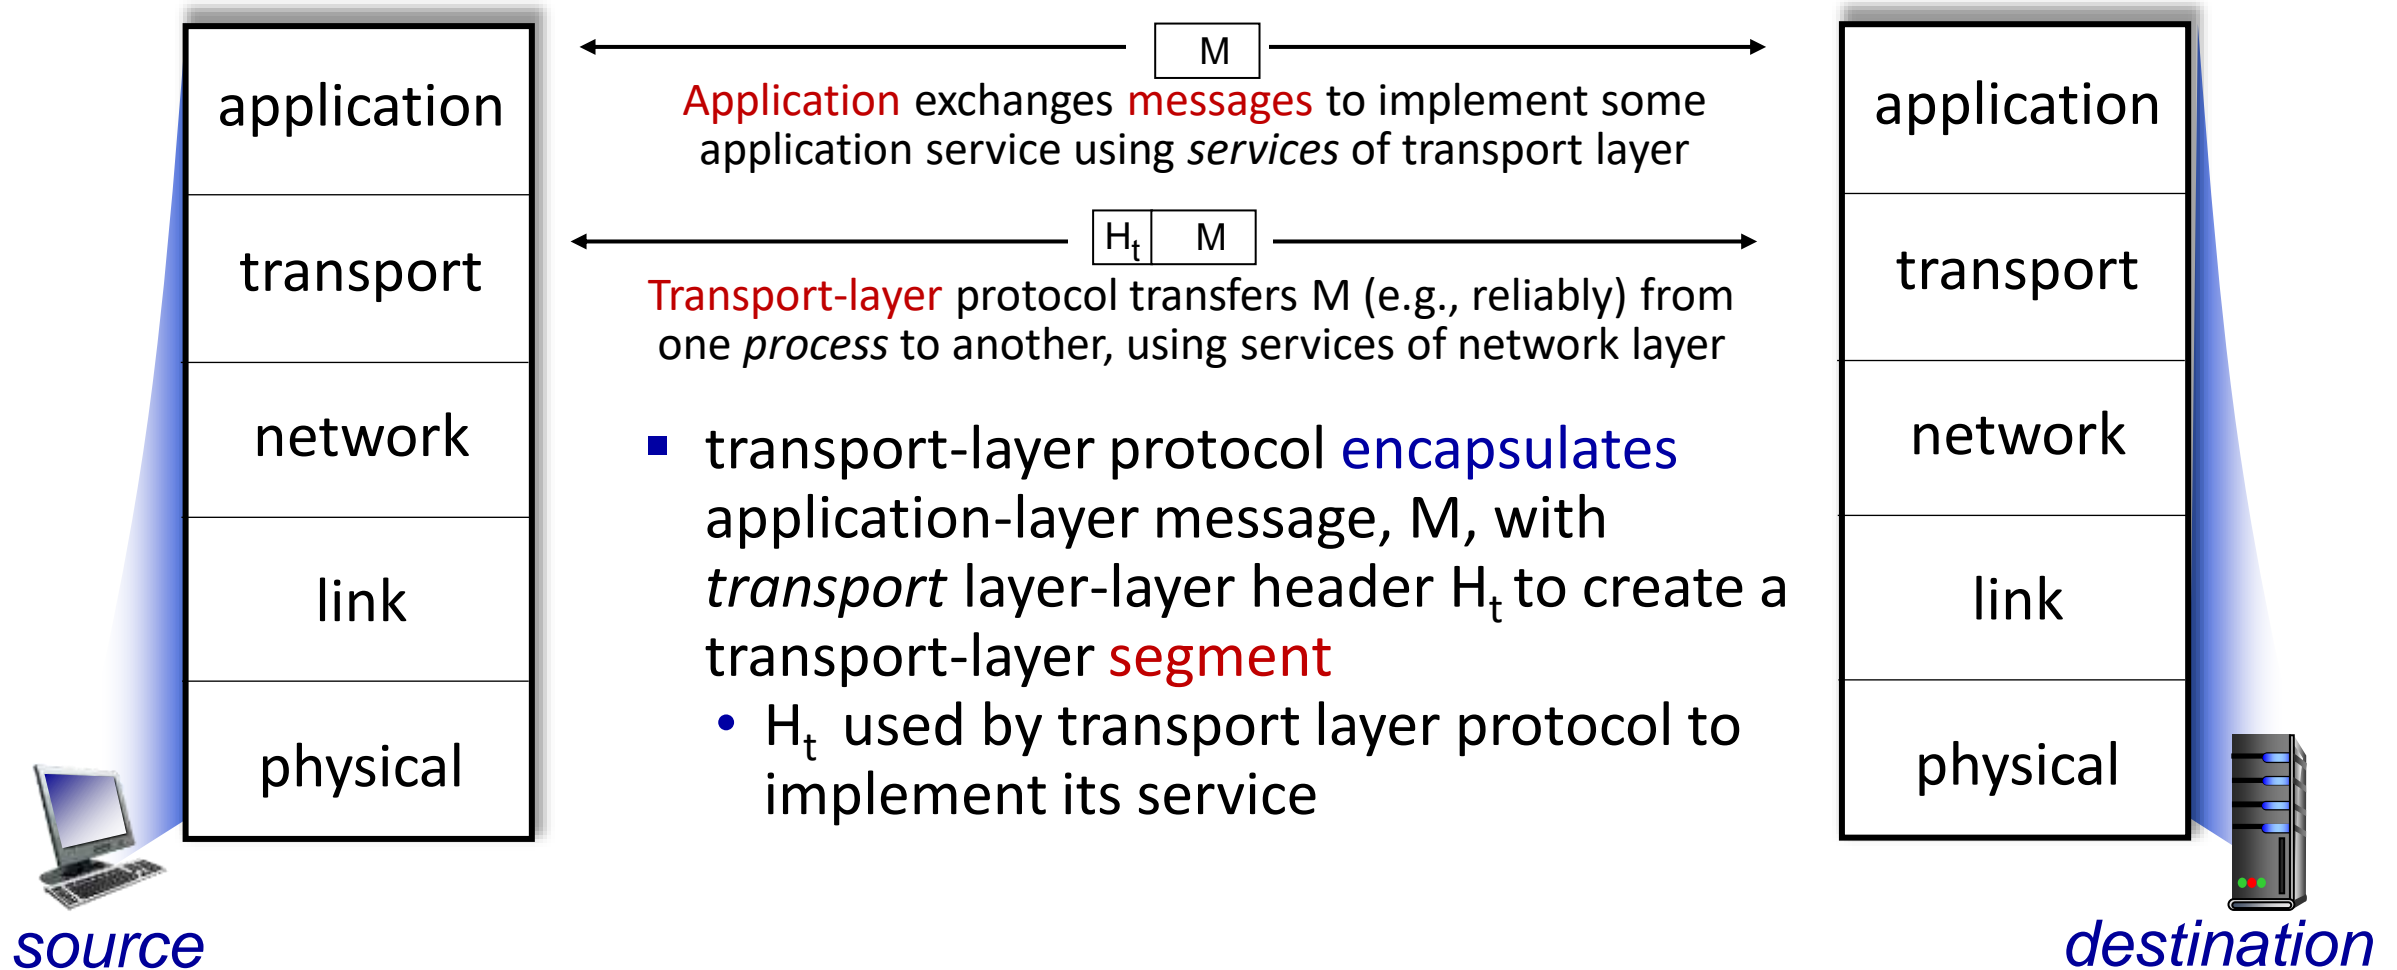 application
transport
network
link
physical
source
M
Application exchanges messages to implement some
application service using services of transport layer
Hₜ M
Transport-layer protocol transfers M (e.g., reliably) from
one process to another, using services of network layer
▪ transport-layer protocol encapsulates
application-layer message, M, with
transport layer-layer header Hₜ to create a
transport-layer segment
• Hₜ used by transport layer protocol to
implement its service
application
transport
network
link
physical
destination